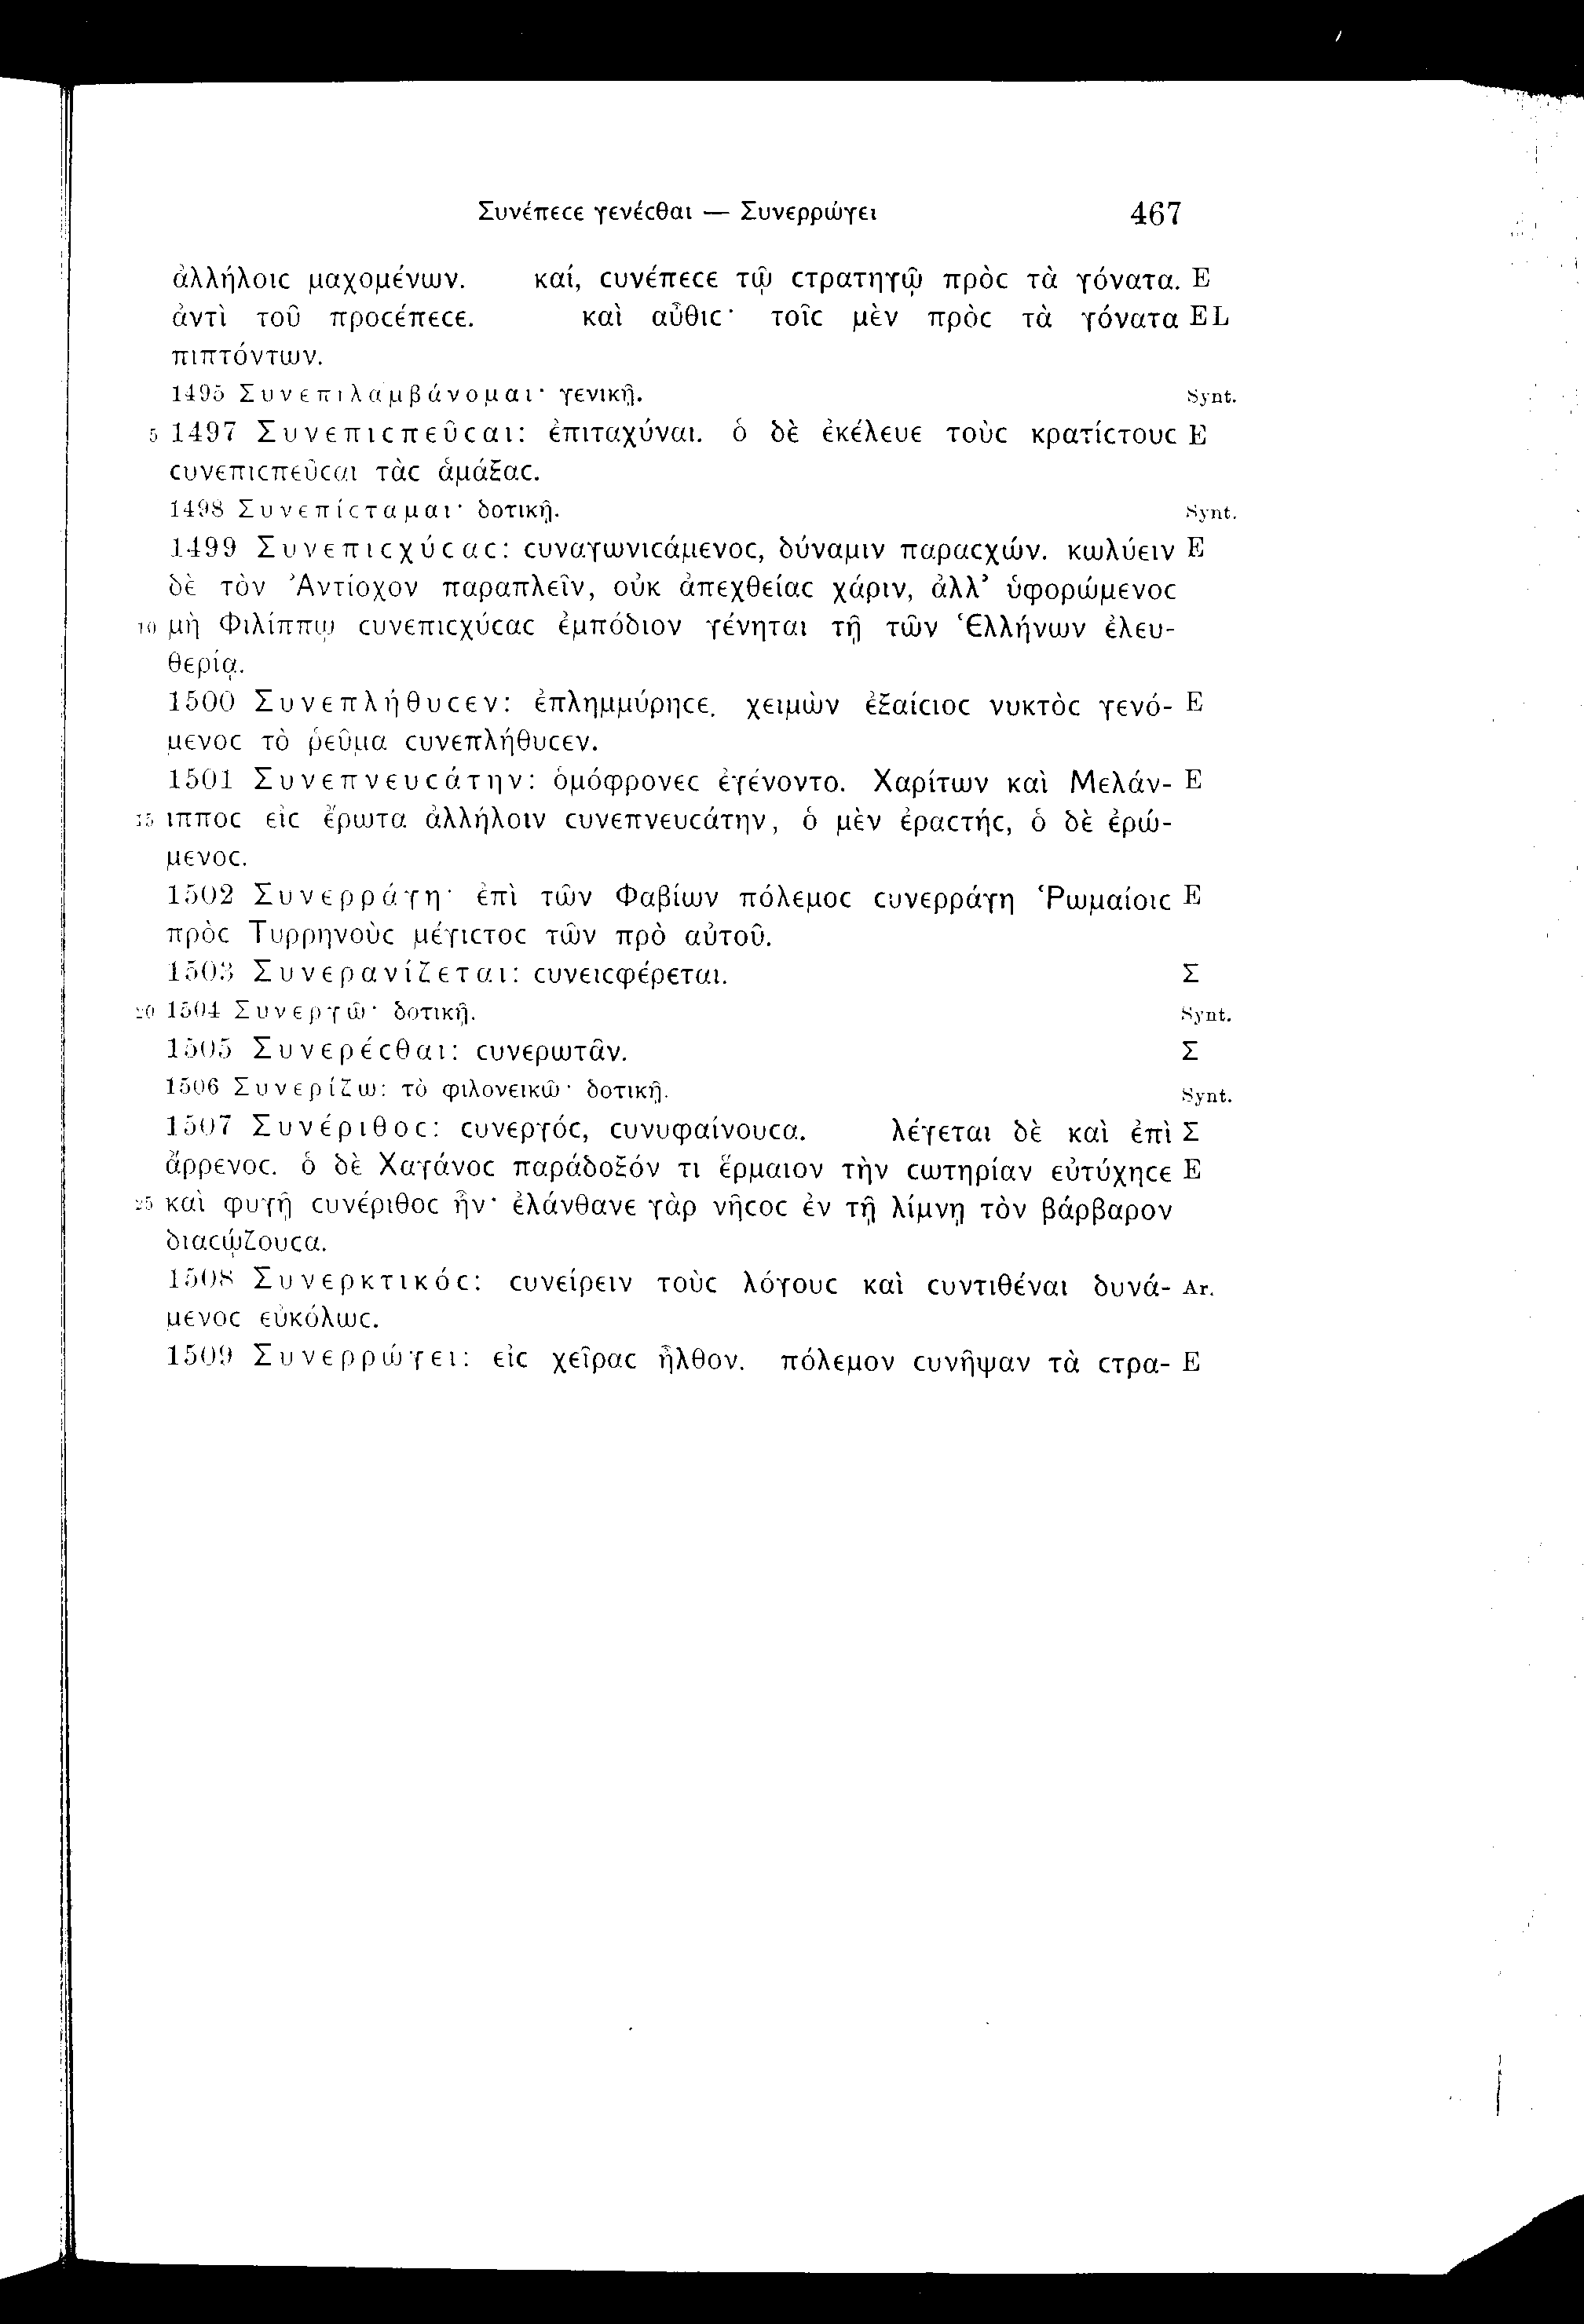 Συνέπεϲε γενέϲθαι — Συνερρώγει 467
ἀλλήλοιϲ μαχομένων. καί, ϲυνέπεϲε τῷ ϲτρατηγῷ πρὸϲ τὰ γόνατα. E
ἀντὶ τοῦ προϲέπεϲε. καὶ αὖθιϲ· τοῖϲ μὲν πρὸϲ τὰ γόνατα EL
πιπτόντων.
1495 Συνεπιλαμβάνομαι· γενικῇ. Synt.
5 1497 Συνεπιϲπεῦϲαι: ἐπιταχύναι. ὁ δὲ ἐκέλευε τοὺϲ κρατίϲτουϲ E
ϲυνεπιϲπεῦϲαι τὰϲ ἁμάξαϲ.
1498 Συνεπίϲταμαι· δοτικῇ. Synt.
1499 Συνεπιϲχύϲαϲ: ϲυναγωνιϲάμενοϲ, δύναμιν παραϲχών. κωλύειν E
δὲ τὸν Ἀντίοχον παραπλεῖν, οὐκ ἀπεχθείαϲ χάριν, ἀλλ’ ὑφορώμενοϲ
10 μὴ Φιλίππῳ ϲυνεπιϲχύϲαϲ ἐμπόδιον γένηται τῇ τῶν Ἑλλήνων ἐλευ-
θερίᾳ.
1500 Συνεπλήθυϲεν: ἐπλημμύρηϲε. χειμὼν ἐξαίϲιοϲ νυκτὸϲ γενό- E
μενοϲ τὸ ῥεῦμα ϲυνεπλήθυϲεν.
1501 Συνεπνευϲάτην: ὁμόφρονεϲ ἐγένοντο. Χαρίτων καὶ Μελάν- E
15 ιπποϲ εἰϲ ἔρωτα ἀλλήλοιν ϲυνεπνευϲάτην, ὁ μὲν ἐραϲτήϲ, ὁ δὲ ἐρώ-
μενοϲ.
1502 Συνερράγη· ἐπὶ τῶν Φαβίων πόλεμοϲ ϲυνερράγη Ῥωμαίοιϲ E
πρὸϲ Τυρρηνοὺϲ μέγιϲτοϲ τῶν πρὸ αὐτοῦ.
1503 Συνερανίζεται: ϲυνειϲφέρεται. Σ
20 1504 Συνεργῶ· δοτικῇ. Synt.
1505 Συνερέϲθαι: ϲυνερωτᾶν. Σ
1506 Συνερίζω: τὸ φιλονεικῶ· δοτικῇ. Synt.
1507 Συνέριθοϲ: ϲυνεργόϲ, ϲυνυφαίνουϲα. λέγεται δὲ καὶ ἐπὶ Σ
ἄρρενοϲ. ὁ δὲ Χαγάνοϲ παράδοξόν τι ἕρμαιον τὴν ϲωτηρίαν εὐτύχηϲε E
25 καὶ φυγῇ ϲυνέριθοϲ ἦν· ἐλάνθανε γὰρ νῆϲοϲ ἐν τῇ λίμνῃ τὸν βάρβαρον
διαϲῴζουϲα.
1508 Συνερκτικόϲ: ϲυνείρειν τοὺϲ λόγουϲ καὶ ϲυντιθέναι δυνά- Ar.
μενοϲ εὐκόλωϲ.
1509 Συνερρώγει: εἰϲ χεῖραϲ ἦλθον. πόλεμον ϲυνῆψαν τὰ ϲτρα- E